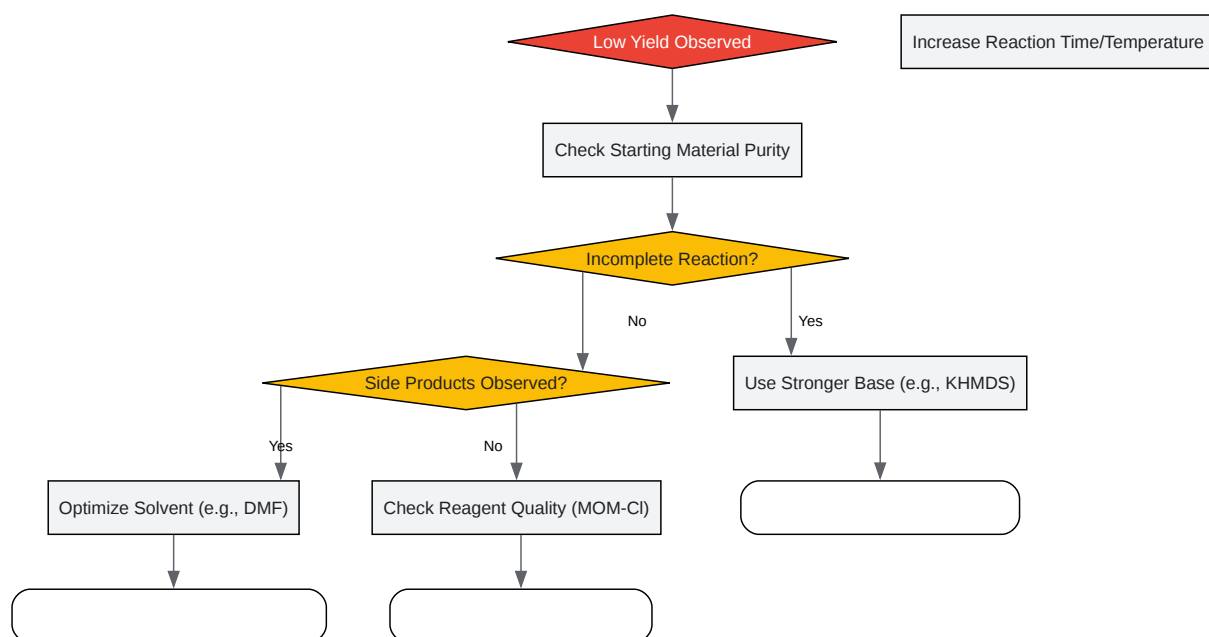 Low Yield Observed
Increase Reaction Time/Temperature
Check Starting Material Purity
Incomplete Reaction?
No
Yes
Side Products Observed?
Use Stronger Base (e.g., KHMDS)
Yes
No
Optimize Solvent (e.g., DMF)
Check Reagent Quality (MOM-Cl)